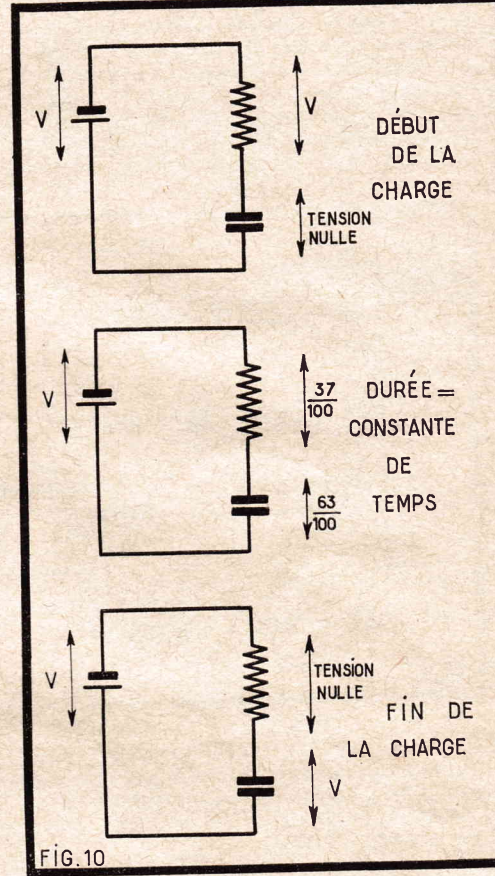 V
V
DÉBUT
DE LA
CHARGE
TENSION
NULLE
V
37
100
DURÉE =
CONSTANTE
DE
TEMPS
63
100
V
TENSION
NULLE
FIN DE
LA CHARGE
V
FIG.10